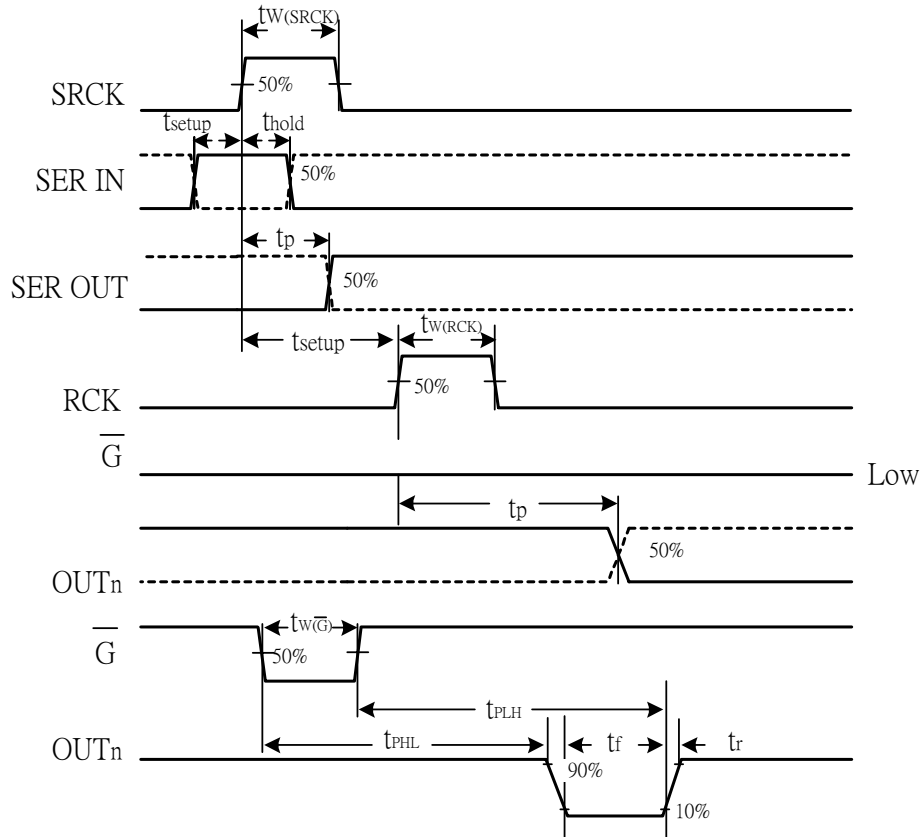 tW(SRCK)
SRCK
50%
tsetup
thold
SER IN
50%
tp
SER OUT
50%
tsetup
tW(RCK)
RCK
50%
G̅
Low
tp
50%
OUTn
tW(G̅)
G̅
50%
tPLH
tPHL
OUTn
tf
tr
90%
10%